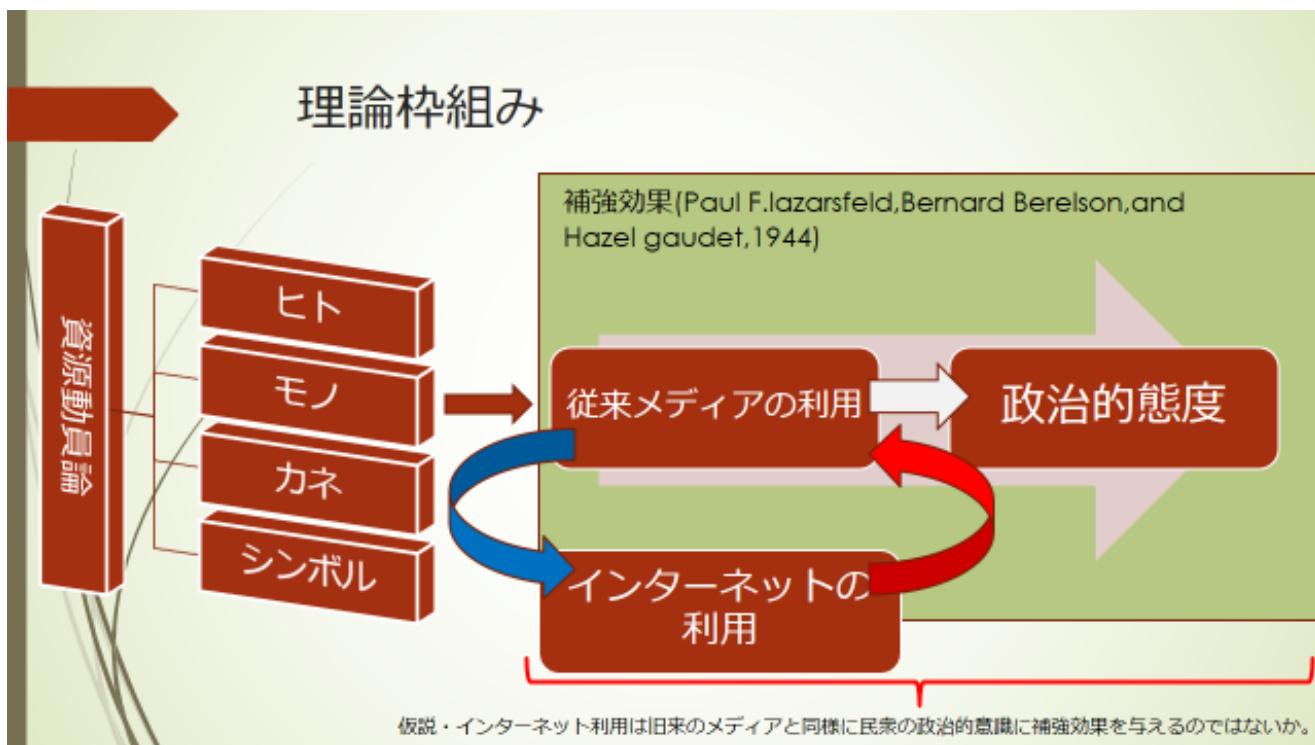 理論枠組み
資源動員論
ヒト
モノ
カネ
シンボル
補強効果(Paul F.lazarsfeld,Bernard Berelson,and
Hazel gaudet,1944)
従来メディアの利用
政治的態度
インターネットの
利用
仮説・インターネット利用は旧来のメディアと同様に民衆の政治的意識に補強効果を与えるのではないか。